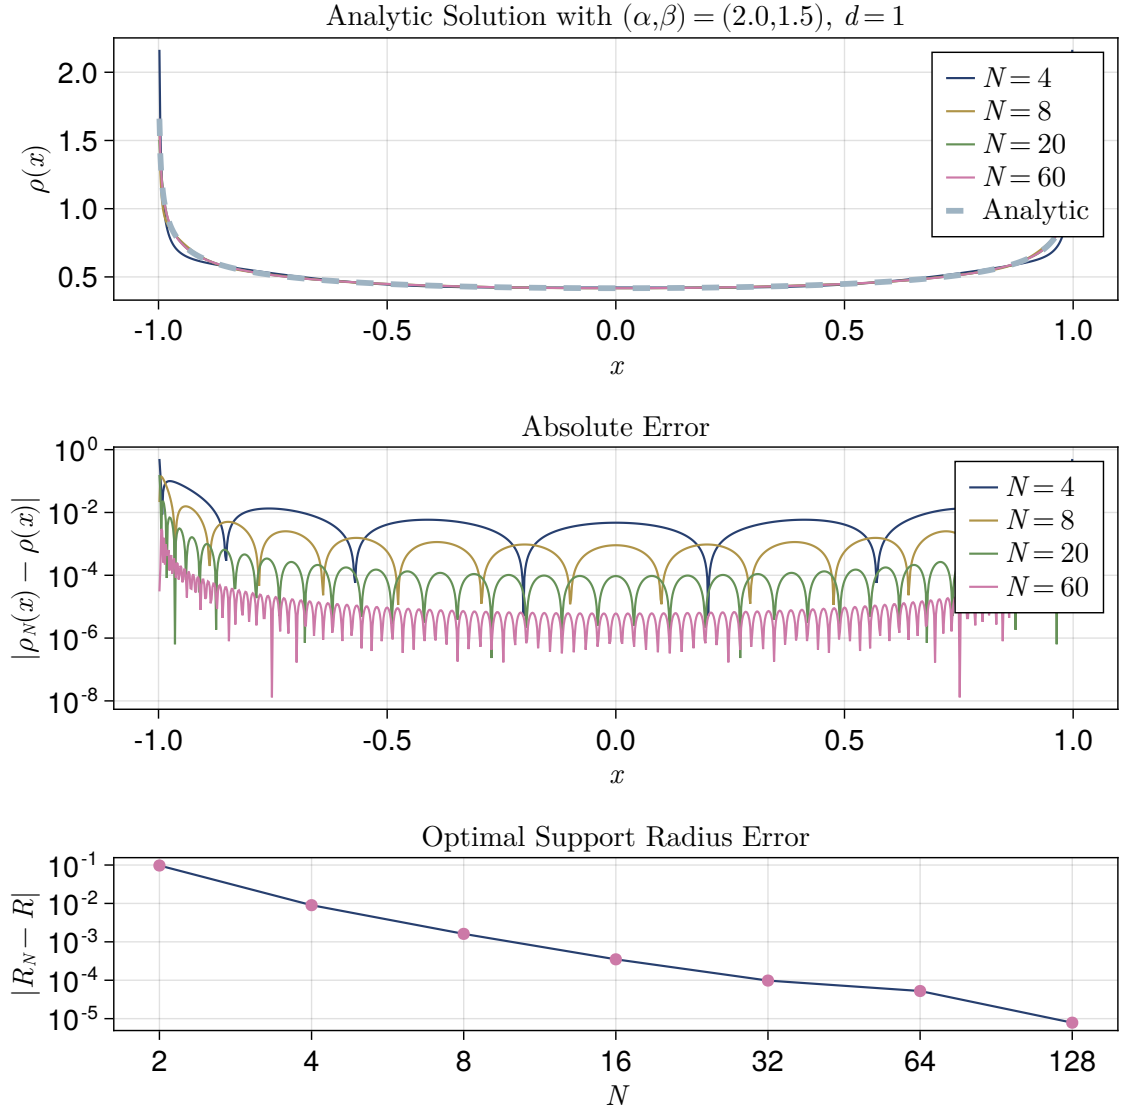 Analytic Solution with (α,β) = (2.0,1.5), d = 1
ρ(x)
2.0
1.5
1.0
0.5
N = 4
N = 8
N = 20
N = 60
Analytic
-1.0 -0.5 0.0 0.5 1.0
x
Absolute Error
|ρ_N(x) − ρ(x)|
10^0
10^-2
10^-4
10^-6
10^-8
N = 4
N = 8
N = 20
N = 60
-1.0 -0.5 0.0 0.5 1.0
x
Optimal Support Radius Error
|R_N − R|
10^-1
10^-2
10^-3
10^-4
10^-5
2 4 8 16 32 64 128
N